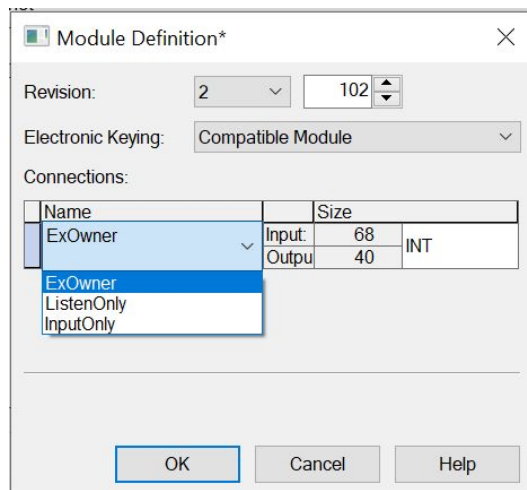 Module Definition*
Revision: 2 102
Electronic Keying: Compatible Module
Connections:
Name Size
ExOwner Input: 68 INT
Outpu 40
ExOwner
ListenOnly
InputOnly
OK Cancel Help